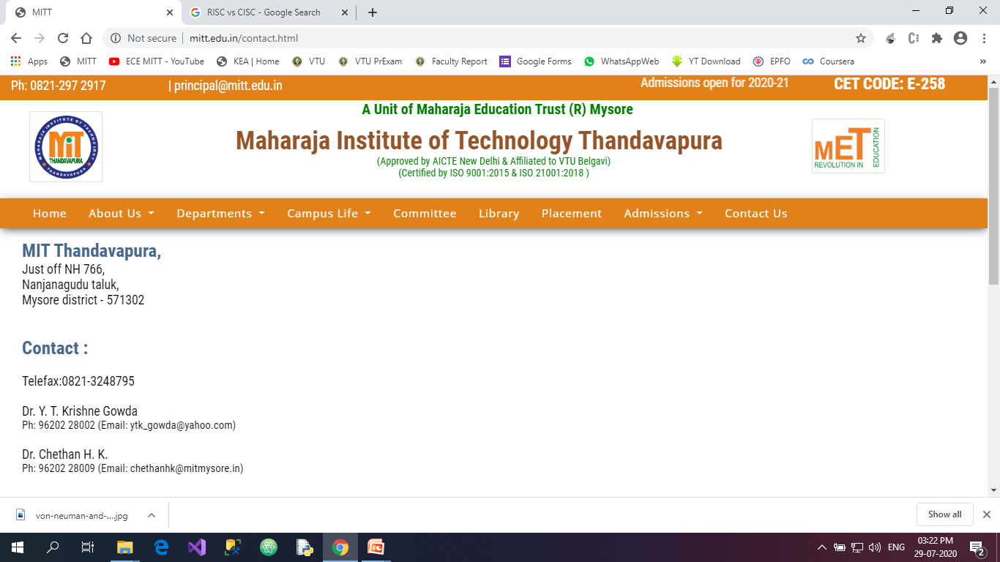 MITT
RISC vs CISC - Google Search
Not secure
mitt.edu.in/contact.html
Apps MITT ECE MITT - YouTube KEA | Home VTU VTU PrExam Faculty Report Google Forms WhatsAppWeb YT Download EPFO Coursera »
Ph: 0821-297 2917 | principal@mitt.edu.in Admissions open for 2020-21 CET CODE: E-258
A Unit of Maharaja Education Trust (R) Mysore
MAHARAJA INSTITUTE OF TECHNOLOGY
MiT
THANDAVAPURA
THANDAVAPURA
Maharaja Institute of Technology Thandavapura
(Approved by AICTE New Delhi & Affiliated to VTU Belgavi)
(Certified by ISO 9001:2015 & ISO 21001:2018 )
MET
REVOLUTION IN
EDUCATION
Home About Us Departments Campus Life Committee Library Placement Admissions Contact Us
MIT Thandavapura,
Just off NH 766,
Nanjanagudu taluk,
Mysore district - 571302
Contact :
Telefax:0821-3248795
Dr. Y. T. Krishne Gowda
Ph: 96202 28002 (Email: ytk_gowda@yahoo.com)
Dr. Chethan H. K.
Ph: 96202 28009 (Email: chethanhk@mitmysore.in)
von-neuman-and-....jpg
Show all
ENG
03:22 PM
29-07-2020
2